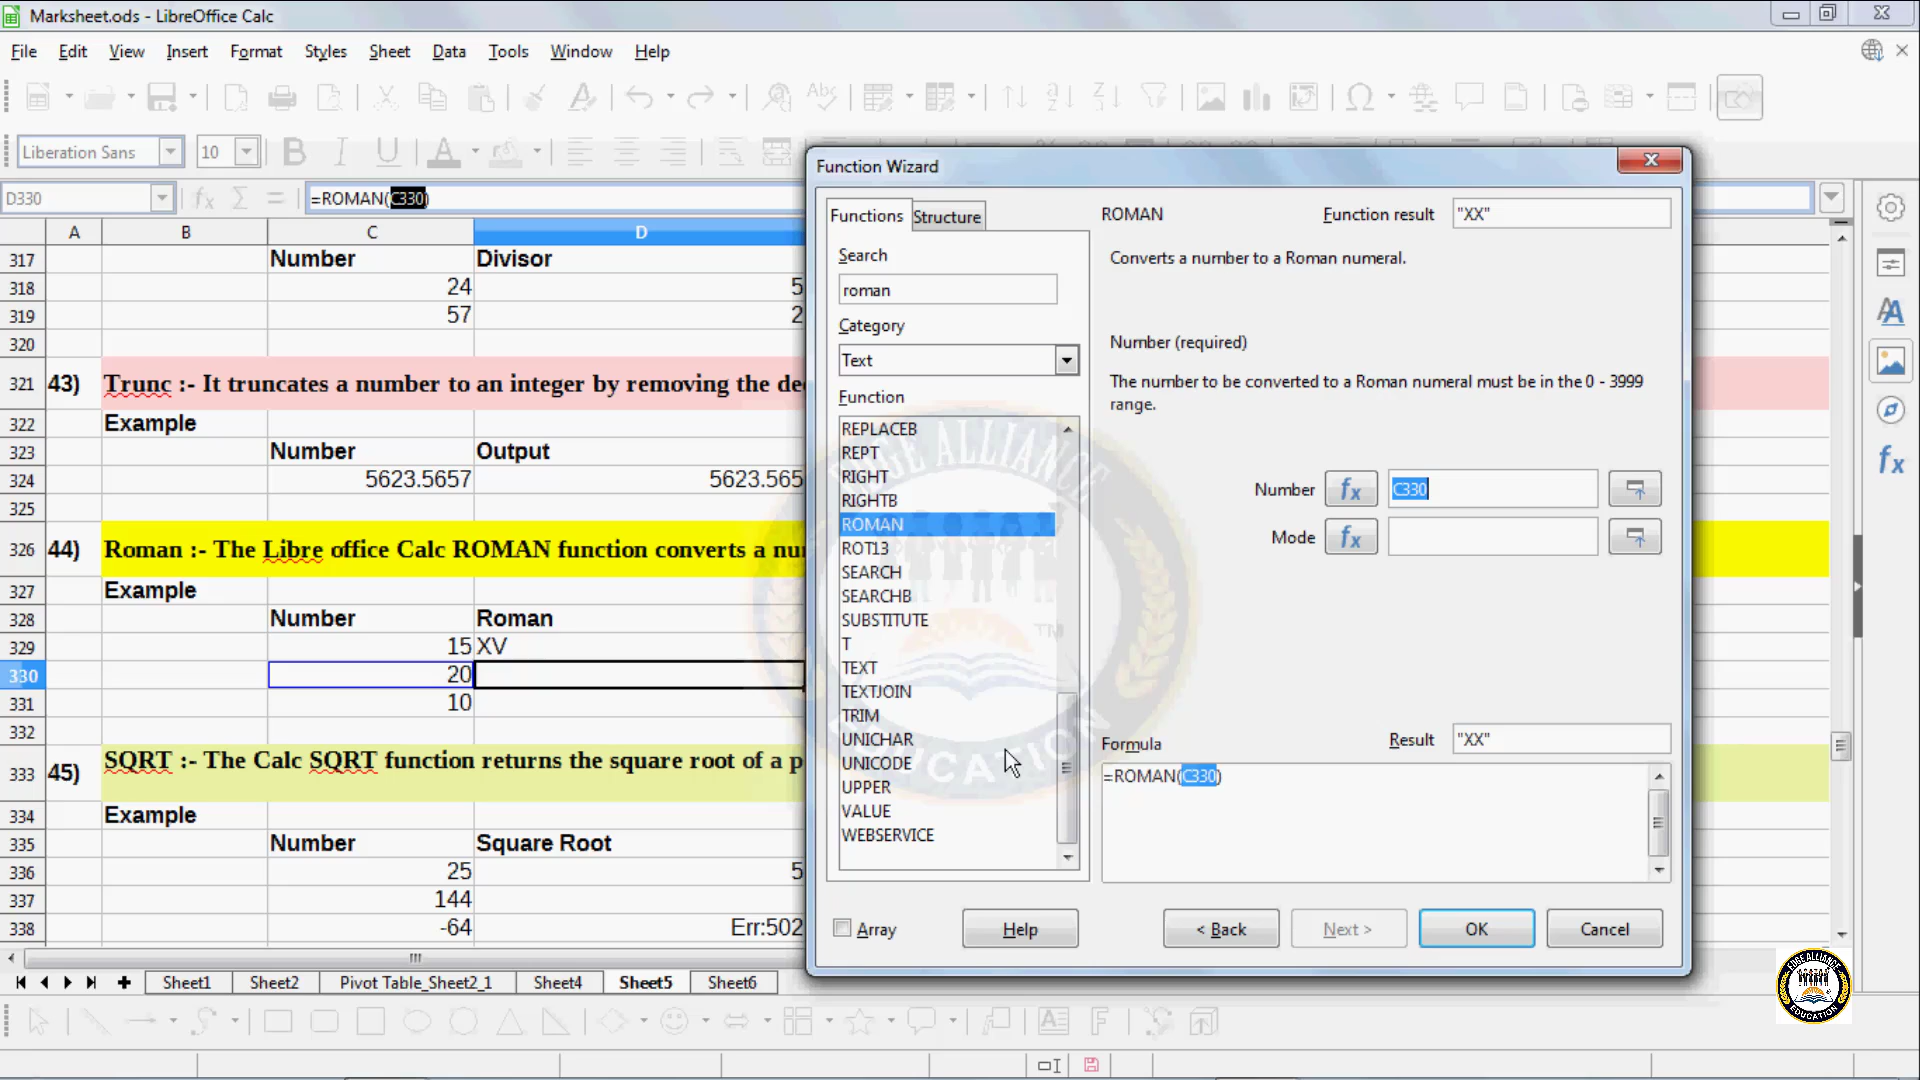 Marksheet.ods - LibreOffice Calc
File Edit View Insert Format Styles Sheet Data Tools Window Help
Liberation Sans 10
D330 =ROMAN(C330)
A B C D
317 Number Divisor
318 24 5
319 57 2
320
321 43) Trunc :- It truncates a number to an integer by removing the de
322 Example
323 Number Output
324 5623.5657 5623.565
325
326 44) Roman :- The Libre office Calc ROMAN function converts a nu
327 Example
328 Number Roman
329 15 XV
330 20
331 10
332
333 45) SQRT :- The Calc SQRT function returns the square root of a p
334 Example
335 Number Square Root
336 25 5
337 144
338 -64 Err:502
Sheet1 Sheet2 Pivot Table_Sheet2_1 Sheet4 Sheet5 Sheet6
Function Wizard
Functions Structure
Search
roman
Category
Text
Function
REPLACEB
REPT
RIGHT
RIGHTB
ROMAN
ROT13
SEARCH
SEARCHB
SUBSTITUTE
T
TEXT
TEXTJOIN
TRIM
UNICHAR
UNICODE
UPPER
VALUE
WEBSERVICE
ROMAN Function result "XX"
Converts a number to a Roman numeral.
Number (required)
The number to be converted to a Roman numeral must be in the 0 - 3999
range.
Number fx C330
Mode fx
Formula Result "XX"
=ROMAN(C330)
Array Help < Back Next > OK Cancel
EDGE ALLIANCE
EDUCATION
TM
EDGE ALLIANCE
EDUCATION